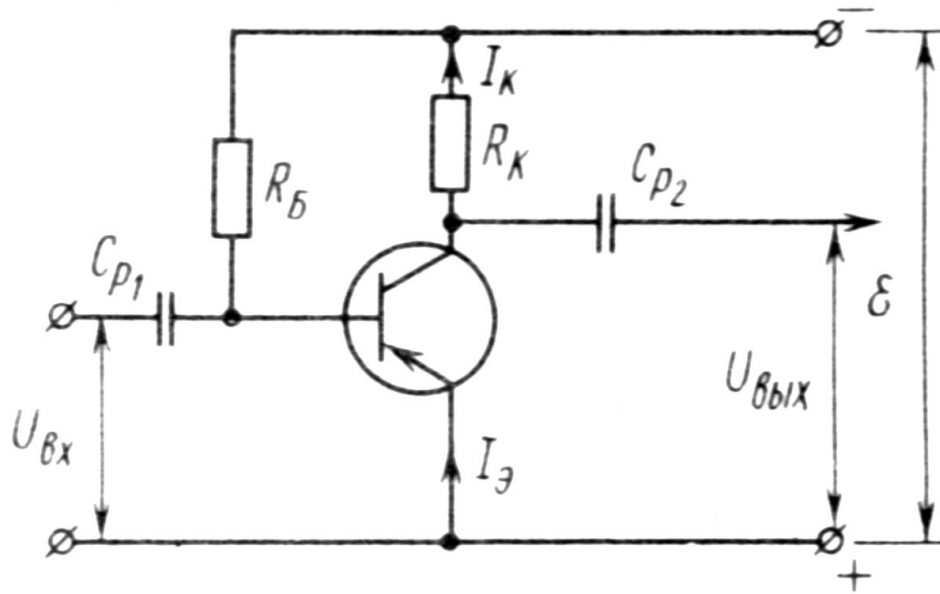 −
I_К
R_К
R_Б
C_р2
C_р1
ℰ
U_вых
U_вх
I_Э
+